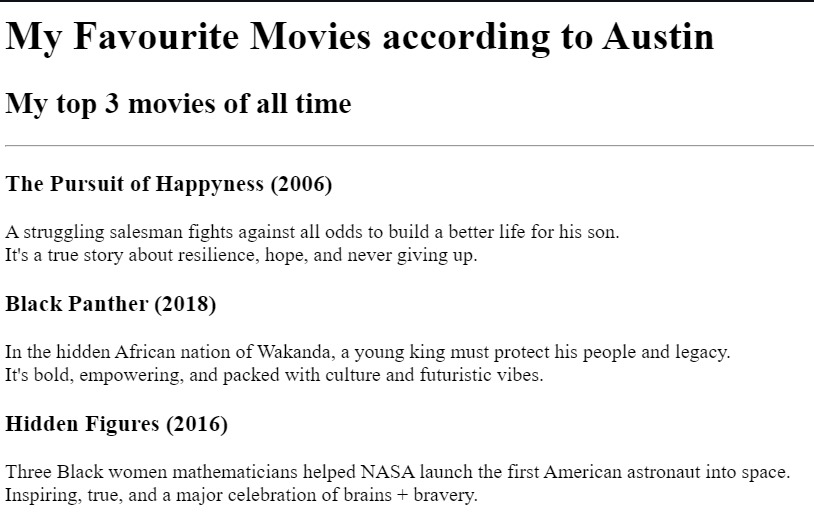 My Favourite Movies according to Austin
My top 3 movies of all time
The Pursuit of Happyness (2006)
A struggling salesman fights against all odds to build a better life for his son.
It's a true story about resilience, hope, and never giving up.
Black Panther (2018)
In the hidden African nation of Wakanda, a young king must protect his people and legacy.
It's bold, empowering, and packed with culture and futuristic vibes.
Hidden Figures (2016)
Three Black women mathematicians helped NASA launch the first American astronaut into space.
Inspiring, true, and a major celebration of brains + bravery.